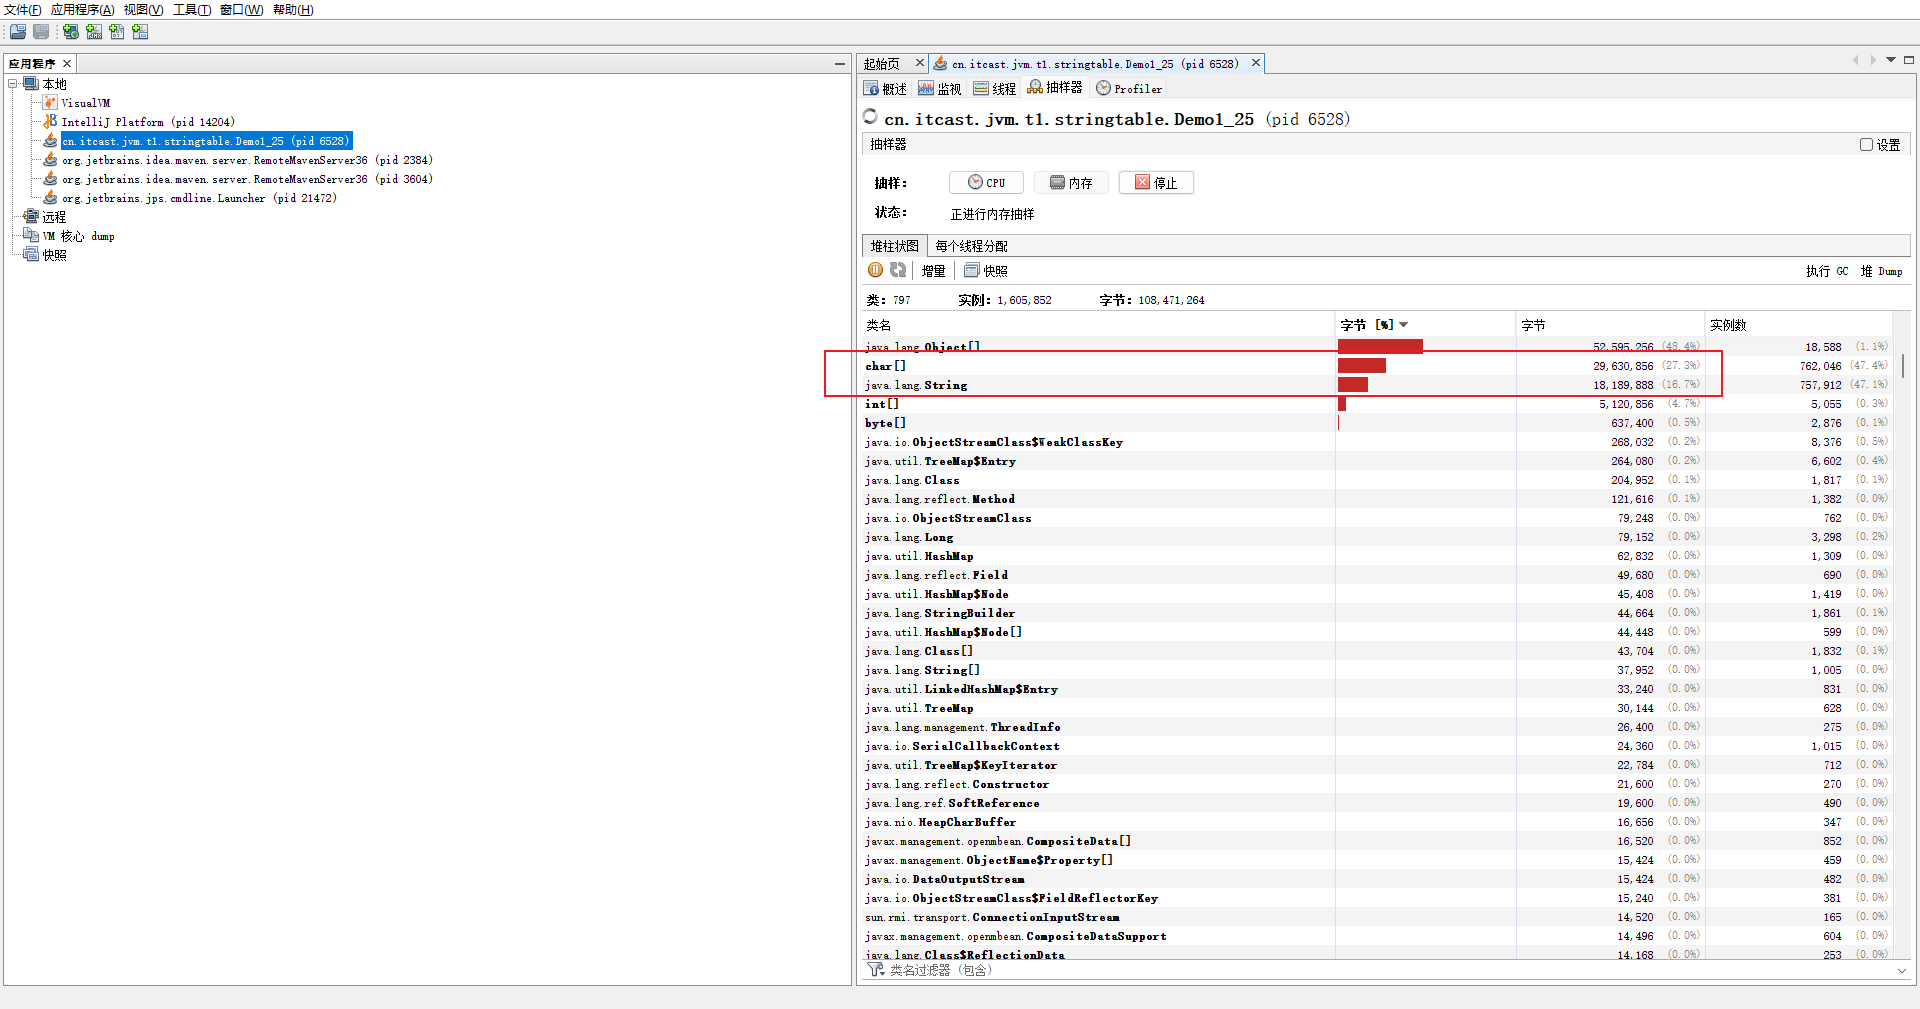 文件(F) 应用程序(A) 视图(V) 工具(T) 窗口(W) 帮助(H)
应用程序
本地
VisualVM
IntelliJ Platform (pid 14204)
cn.itcast.jvm.t1.stringtable.Demo1_25 (pid 6528)
org.jetbrains.idea.maven.server.RemoteMavenServer36 (pid 2384)
org.jetbrains.idea.maven.server.RemoteMavenServer36 (pid 3604)
org.jetbrains.jps.cmdline.Launcher (pid 21472)
远程
VM 核心 dump
快照
起始页 cn.itcast.jvm.t1.stringtable.Demo1_25 (pid 6528)
概述 监视 线程 抽样器 Profiler
cn.itcast.jvm.t1.stringtable.Demo1_25 (pid 6528)
抽样器 设置
抽样: CPU 内存 停止
状态: 正进行内存抽样
堆柱状图 每个线程分配
增量 快照 执行 GC 堆 Dump
类: 797 实例: 1,605,852 字节: 108,471,264
类名 字节 [%] 字节 实例数
java.lang.Object[] 52,595,256 (48.4%) 18,588 (1.1%)
char[] 29,630,856 (27.3%) 762,046 (47.4%)
java.lang.String 18,189,888 (16.7%) 757,912 (47.1%)
int[] 5,120,856 (4.7%) 5,055 (0.3%)
byte[] 637,400 (0.5%) 2,876 (0.1%)
java.io.ObjectStreamClass$WeakClassKey 268,032 (0.2%) 8,376 (0.5%)
java.util.TreeMap$Entry 264,080 (0.2%) 6,602 (0.4%)
java.lang.Class 204,952 (0.1%) 1,817 (0.1%)
java.lang.reflect.Method 121,616 (0.1%) 1,382 (0.0%)
java.io.ObjectStreamClass 79,248 (0.0%) 762 (0.0%)
java.lang.Long 79,152 (0.0%) 3,298 (0.2%)
java.util.HashMap 62,832 (0.0%) 1,309 (0.0%)
java.lang.reflect.Field 49,680 (0.0%) 690 (0.0%)
java.util.HashMap$Node 45,408 (0.0%) 1,419 (0.0%)
java.lang.StringBuilder 44,664 (0.0%) 1,861 (0.1%)
java.util.HashMap$Node[] 44,448 (0.0%) 599 (0.0%)
java.lang.Class[] 43,704 (0.0%) 1,832 (0.1%)
java.lang.String[] 37,952 (0.0%) 1,005 (0.0%)
java.util.LinkedHashMap$Entry 33,240 (0.0%) 831 (0.0%)
java.util.TreeMap 30,144 (0.0%) 628 (0.0%)
java.lang.management.ThreadInfo 26,400 (0.0%) 275 (0.0%)
java.io.SerialCallbackContext 24,360 (0.0%) 1,015 (0.0%)
java.util.TreeMap$KeyIterator 22,784 (0.0%) 712 (0.0%)
java.lang.reflect.Constructor 21,600 (0.0%) 270 (0.0%)
java.lang.ref.SoftReference 19,600 (0.0%) 490 (0.0%)
java.nio.HeapCharBuffer 16,656 (0.0%) 347 (0.0%)
javax.management.openmbean.CompositeData[] 16,520 (0.0%) 852 (0.0%)
javax.management.ObjectName$Property[] 15,424 (0.0%) 459 (0.0%)
java.io.DataOutputStream 15,424 (0.0%) 482 (0.0%)
java.io.ObjectStreamClass$FieldReflectorKey 15,240 (0.0%) 381 (0.0%)
sun.rmi.transport.ConnectionInputStream 14,520 (0.0%) 165 (0.0%)
javax.management.openmbean.CompositeDataSupport 14,496 (0.0%) 604 (0.0%)
java.lang.Class$ReflectionData 14,168 (0.0%) 253 (0.0%)
类名过滤器 (包含)